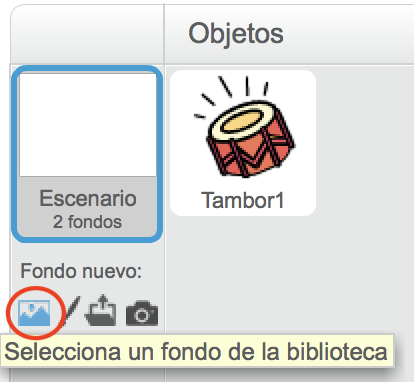 Objetos
Escenario
2 fondos
Tambor1
Fondo nuevo:
Selecciona un fondo de la biblioteca